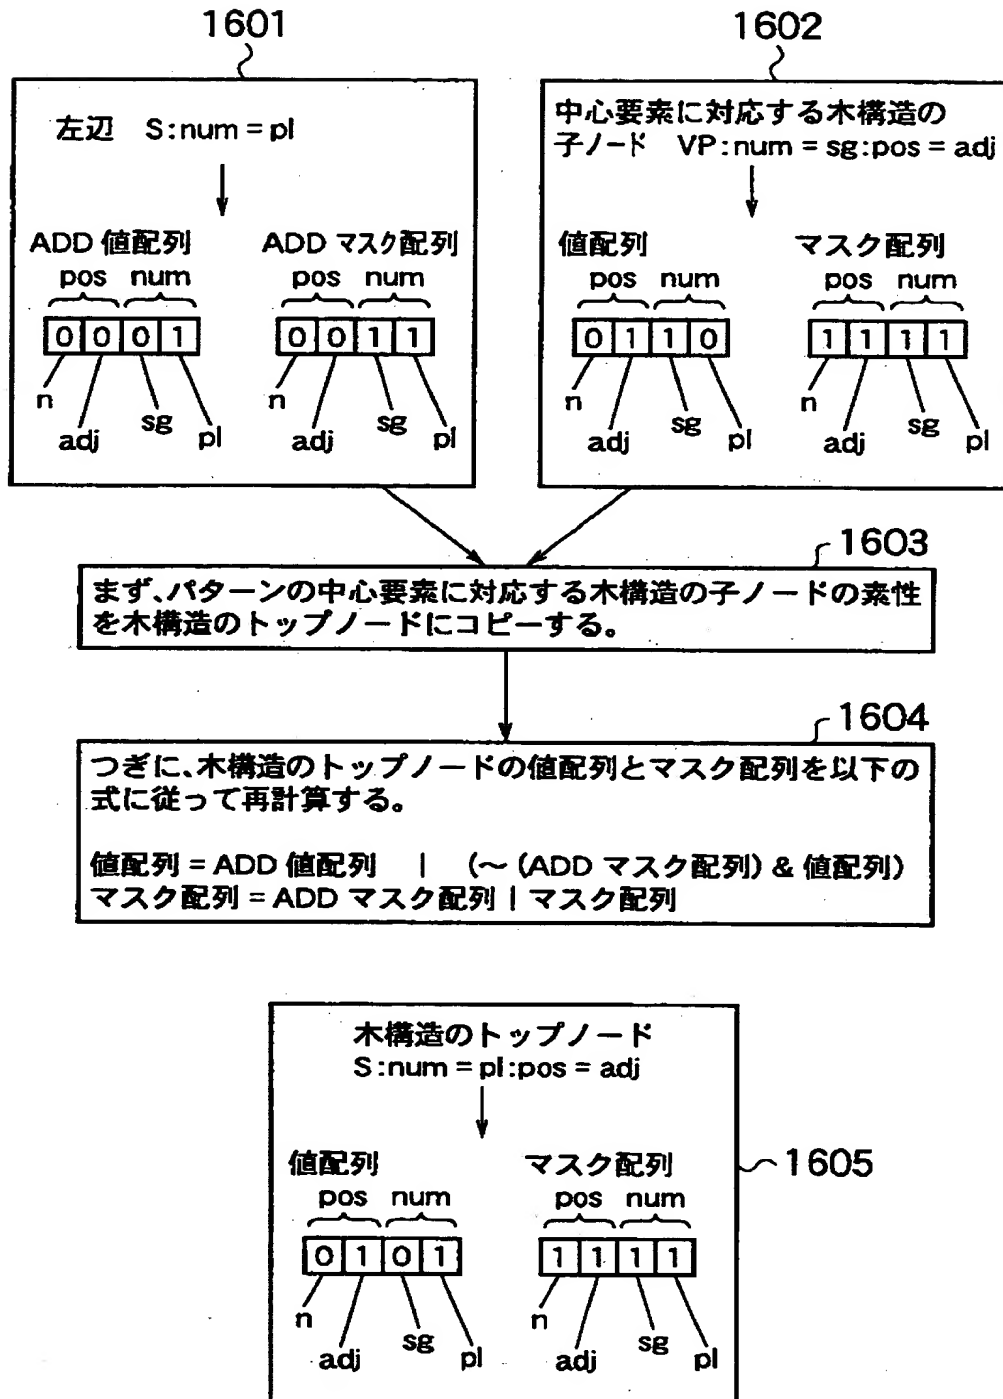 1601
左辺 S:num = pl
ADD 値配列 ADD マスク配列
pos num pos num
0 0 0 1 0 0 1 1
n adj sg pl n adj sg pl
1602
中心要素に対応する木構造の
子ノード VP:num = sg:pos = adj
値配列 マスク配列
pos num pos num
0 1 1 0 1 1 1 1
n adj sg pl n adj sg pl
1603
まず、パターンの中心要素に対応する木構造の子ノードの素性
を木構造のトップノードにコピーする。
1604
つぎに、木構造のトップノードの値配列とマスク配列を以下の
式に従って再計算する。
値配列 = ADD 値配列 | (～ (ADD マスク配列) & 値配列)
マスク配列 = ADD マスク配列 | マスク配列
木構造のトップノード
S:num = pl:pos = adj
値配列 マスク配列
1605
pos num pos num
0 1 0 1 1 1 1 1
n adj sg pl n adj sg pl